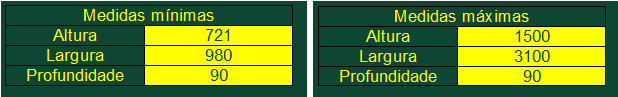 Medidas mínimas
Altura 721
Largura 980
Profundidade 90
Medidas máximas
Altura 1500
Largura 3100
Profundidade 90